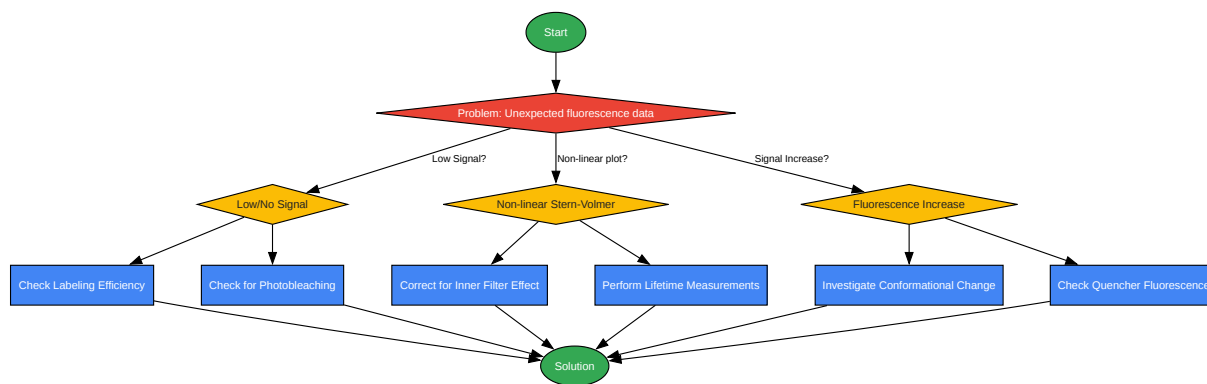 Start
Problem: Unexpected fluorescence data
Low Signal?
Non-linear plot?
Signal Increase?
Low/No Signal
Non-linear Stern-Volmer
Fluorescence Increase
Check Labeling Efficiency
Check for Photobleaching
Correct for Inner Filter Effect
Perform Lifetime Measurements
Investigate Conformational Change
Check Quencher Fluorescence
Solution